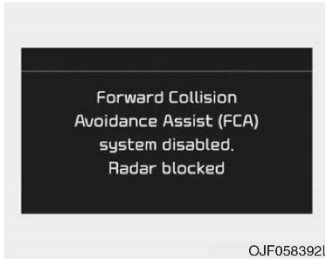 Forward Collision
Avoidance Assist (FCA)
system disabled.
Radar blocked
OJF058392L